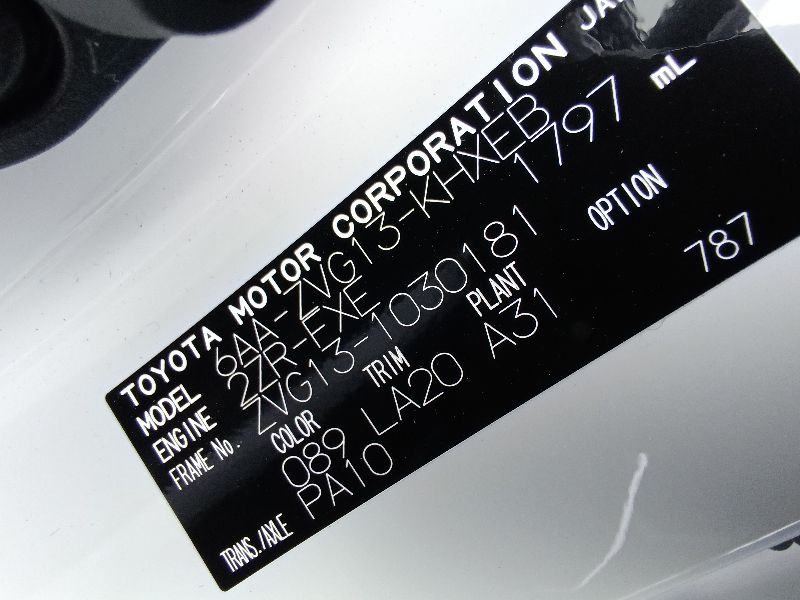 TOYOTA MOTOR CORPORATION JA
MODEL 6AA-ZVG13-KHXEB
ENGINE 2ZR-FXE 1797 mL
FRAME No. ZVG13-1030181
COLOR TRIM PLANT OPTION
089 LA20 A31 787
TRANS./AXLE PA10